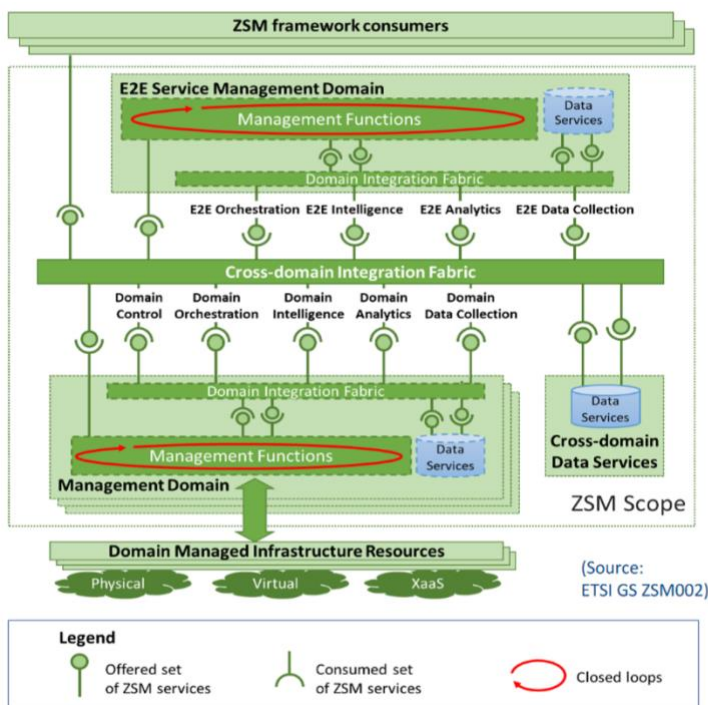 ZSM framework consumers
E2E Service Management Domain
Management Functions
Data
Services
Domain Integration Fabric
E2E Orchestration E2E Intelligence E2E Analytics E2E Data Collection
Cross-domain Integration Fabric
Domain
Control
Domain
Orchestration
Domain
Intelligence
Domain
Analytics
Domain
Data Collection
Domain Integration Fabric
Management Functions
Data
Services
Management Domain
Data
Services
Cross-domain
Data Services
ZSM Scope
Domain Managed Infrastructure Resources
Physical
Virtual
XaaS
(Source:
ETSI GS ZSM002)
Legend
Offered set
of ZSM services
Consumed set
of ZSM services
Closed loops